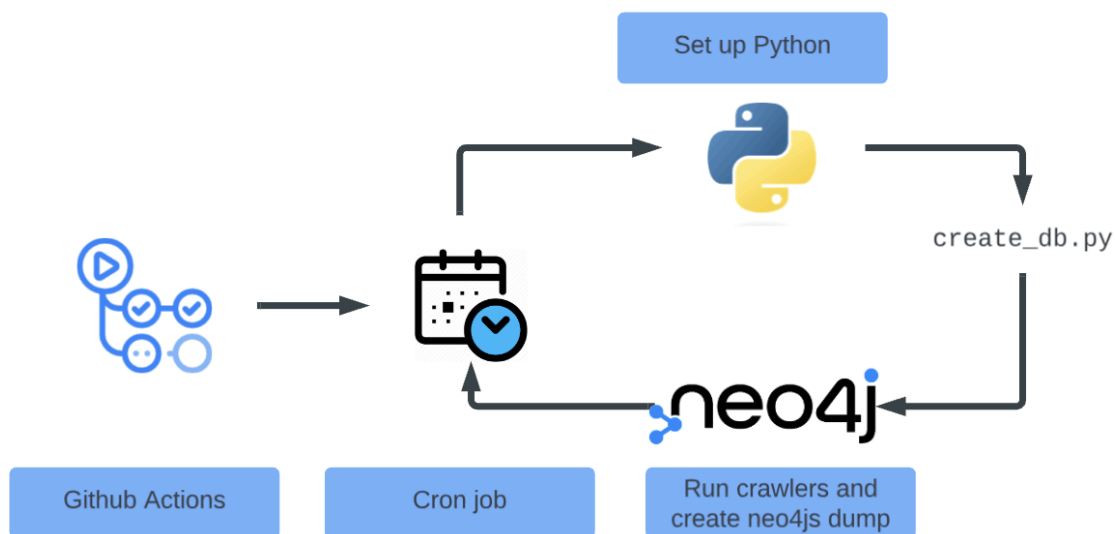 Set up Python
create_db.py
neo4j
Github Actions
Cron job
Run crawlers and
create neo4js dump